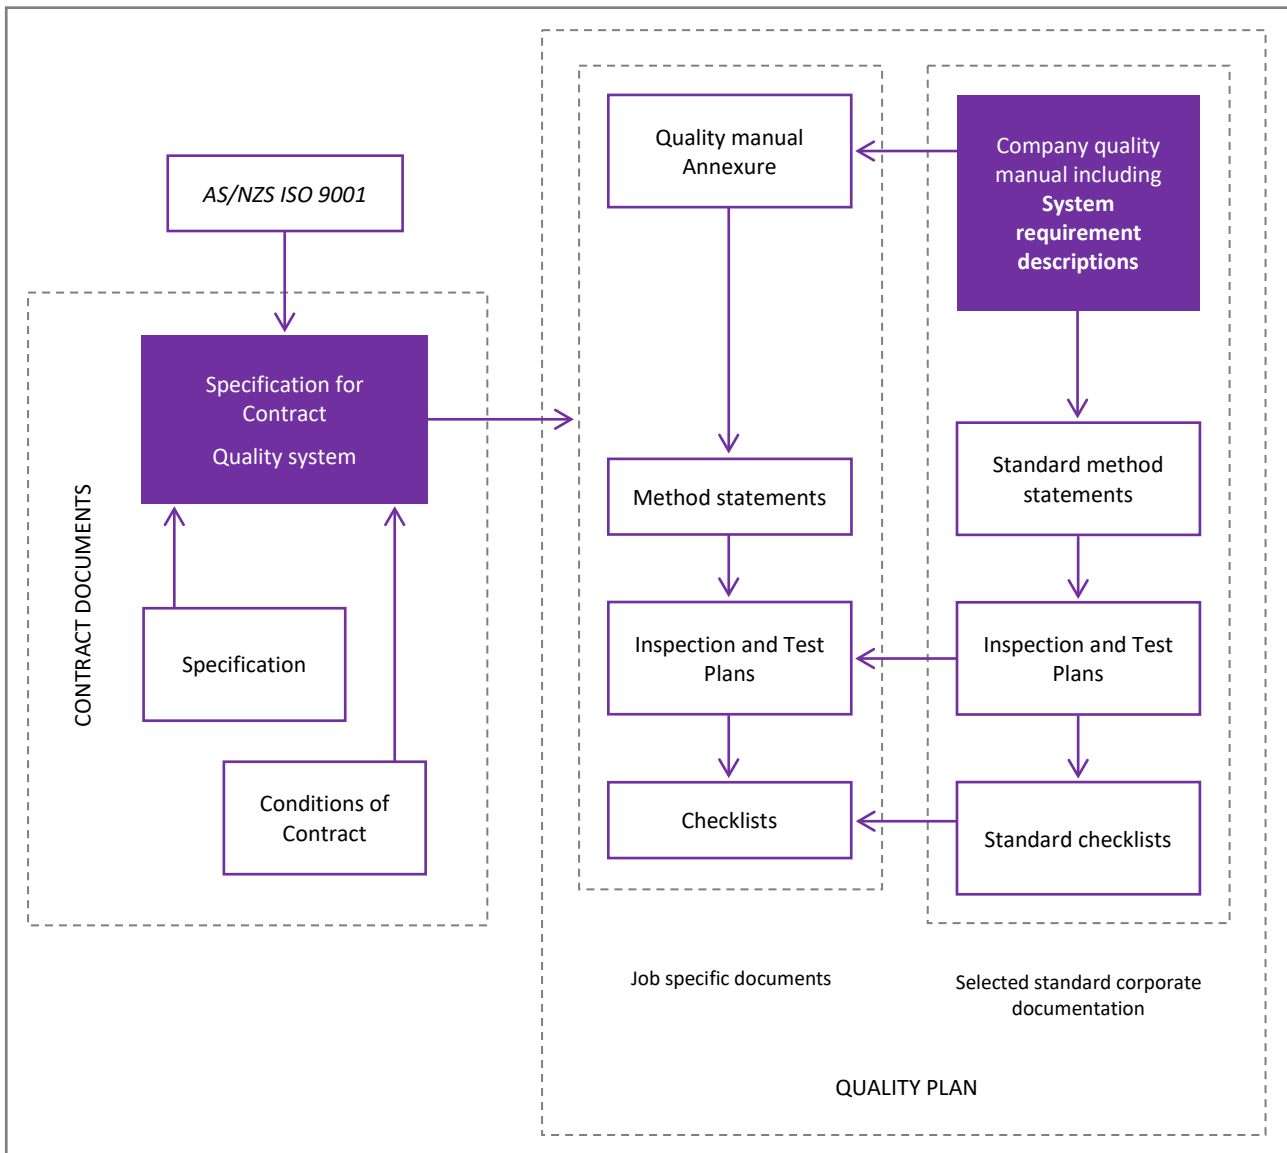 AS/NZS ISO 9001
CONTRACT DOCUMENTS
Specification for
Contract
Quality system
Specification
Conditions of
Contract
Quality manual
Annexure
Method statements
Inspection and Test
Plans
Checklists
Job specific documents
Company quality
manual including
System
requirement
descriptions
Standard method
statements
Inspection and Test
Plans
Standard checklists
Selected standard corporate
documentation
QUALITY PLAN